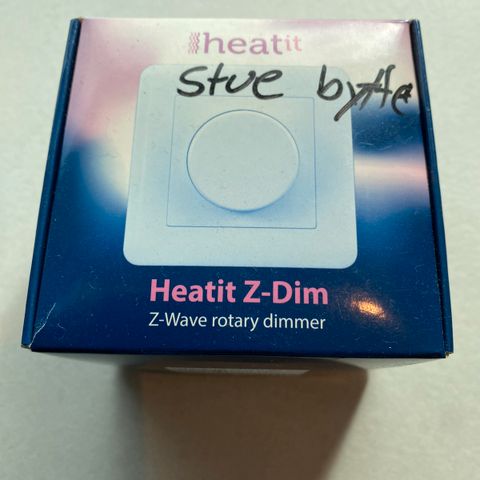 heatit
stue bytte
Heatit Z-Dim
Z-Wave rotary dimmer